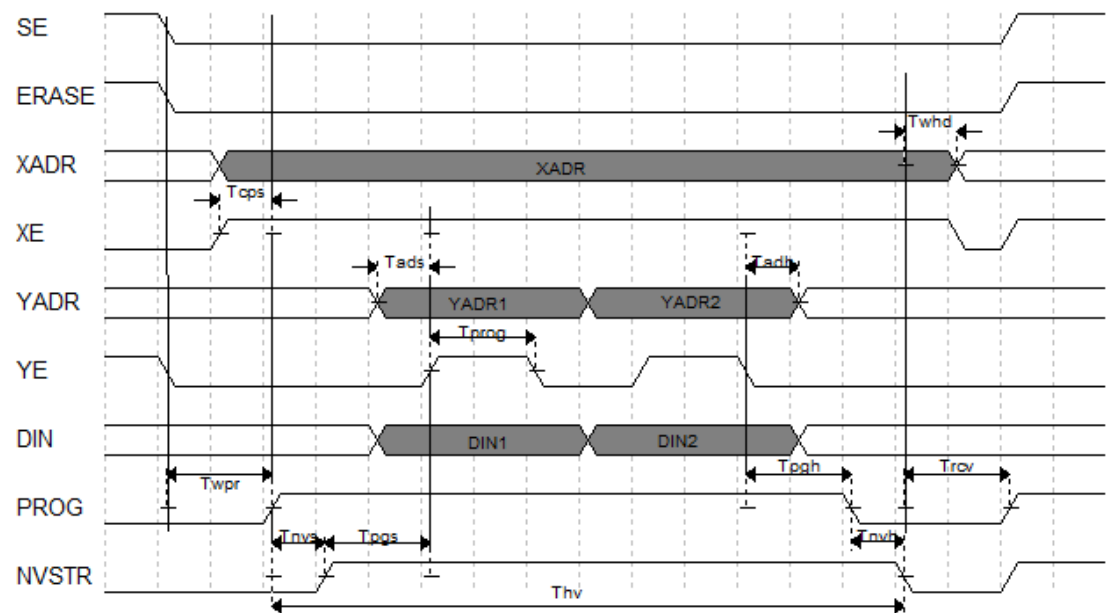 SE
ERASE
Twhd
XADR
XADR
Tcps
XE
Tads
Tadh
YADR
YADR1
YADR2
Tprog
YE
DIN
DIN1
DIN2
Twpr
Tpgh
Trcv
PROG
Tnvs
Tpgs
Tnvh
NVSTR
Thv